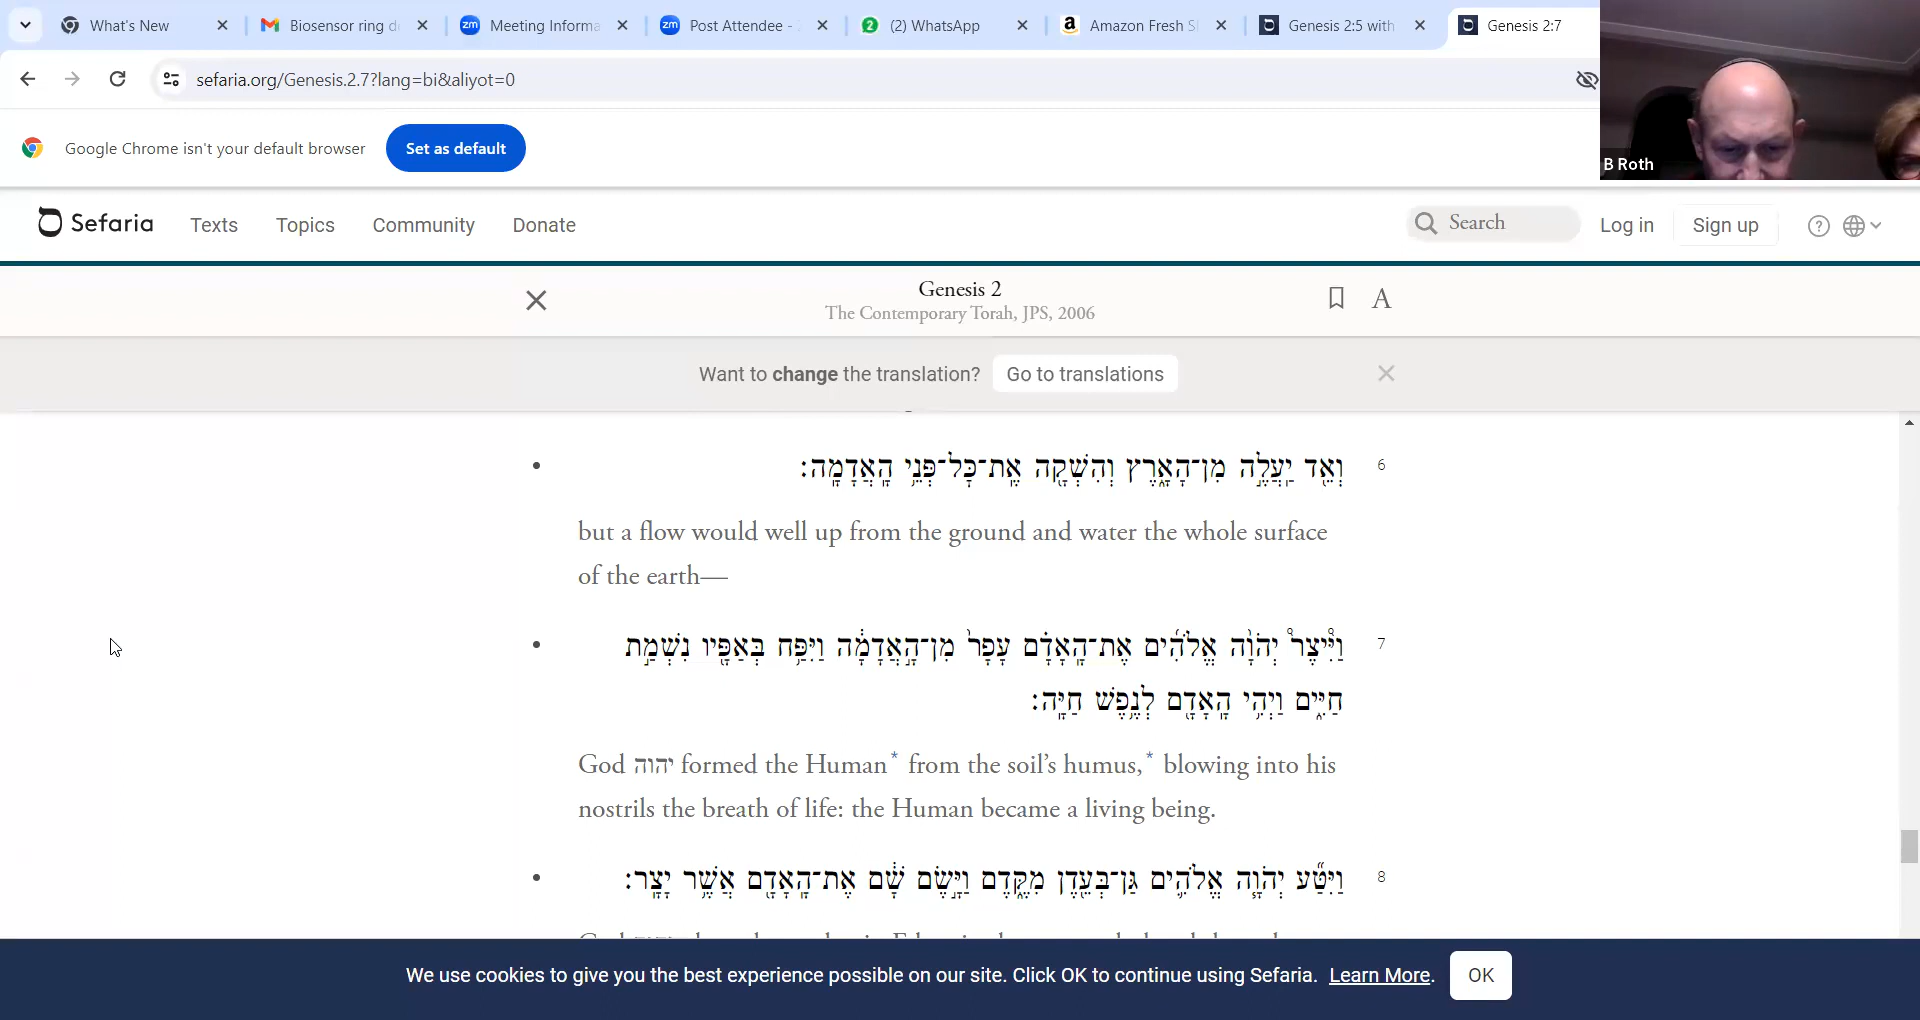 What's New
Biosensor ring d
Meeting Informa
Post Attendee -
(2) WhatsApp
Amazon Fresh S
Genesis 2:5 with
Genesis 2:7
sefaria.org/Genesis.2.7?lang=bi&aliyot=0
Google Chrome isn't your default browser
Set as default
B Roth
Sefaria
Texts
Topics
Community
Donate
Search
Log in
Sign up
Genesis 2
A
The Contemporary Torah, JPS, 2006
Want to change the translation?
Go to translations
6 וְאֵ֖ד יַֽעֲלֶ֣ה מִן־הָאָ֑רֶץ וְהִשְׁקָ֖ה אֶֽת־כׇּל־פְּנֵ֥י הָֽאֲדָמָֽה׃
but a flow would well up from the ground and water the whole surface
of the earth—
7 וַיִּ֩יצֶר֩ יְהֹוָ֨ה אֱלֹהִ֜ים אֶת־הָֽאָדָ֗ם עָפָר֙ מִן־הָ֣אֲדָמָ֔ה וַיִּפַּ֥ח בְּאַפָּ֖יו נִשְׁמַ֣ת
חַיִּ֑ים וַֽיְהִ֥י הָֽאָדָ֖ם לְנֶ֥פֶשׁ חַיָּֽה׃
God יהוה formed the Human* from the soil’s humus,* blowing into his
nostrils the breath of life: the Human became a living being.
8 וַיִּטַּ֞ע יְהֹוָ֧ה אֱלֹהִ֛ים גַּן־בְּעֵ֖דֶן מִקֶּ֑דֶם וַיָּ֣שֶׂם שָׁ֔ם אֶת־הָֽאָדָ֖ם אֲשֶׁ֥ר יָצָֽר׃
We use cookies to give you the best experience possible on our site. Click OK to continue using Sefaria. Learn More.
OK